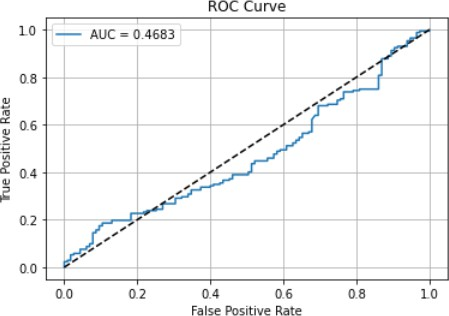 ROC Curve
AUC = 0.4683
True Positive Rate
1.0
0.8
0.6
0.4
0.2
0.0
0.0 0.2 0.4 0.6 0.8 1.0
False Positive Rate